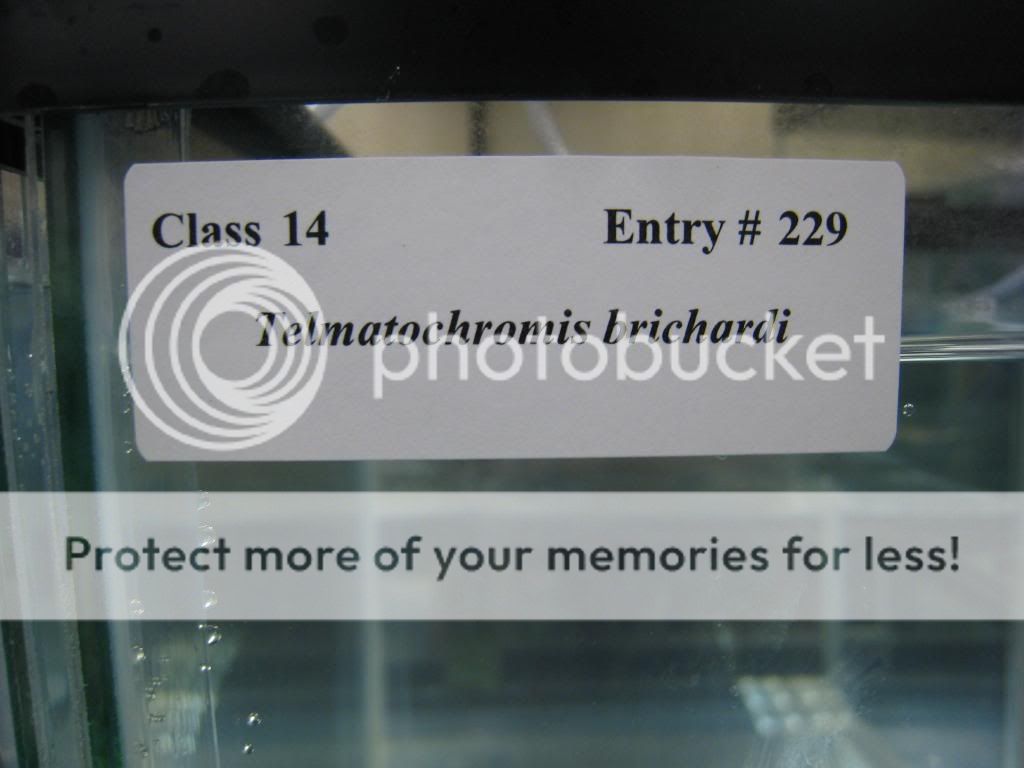 Class 14 Entry # 229
Telmatochromis brichardi
photobucket
Protect more of your memories for less!